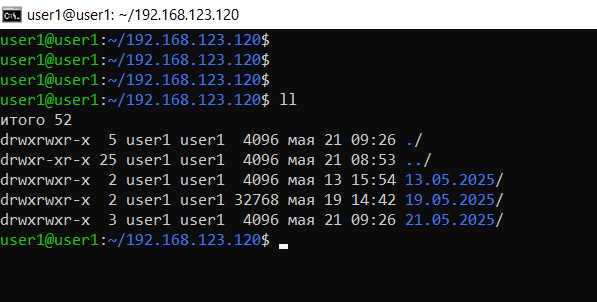 user1@user1: ~/192.168.123.120
user1@user1:~/192.168.123.120$
user1@user1:~/192.168.123.120$
user1@user1:~/192.168.123.120$
user1@user1:~/192.168.123.120$ ll
итого 52
drwxrwxr-x  5 user1 user1  4096 мая 21 09:26 ./
drwxr-xr-x 25 user1 user1  4096 мая 21 08:53 ../
drwxrwxr-x  2 user1 user1  4096 мая 13 15:54 13.05.2025/
drwxrwxr-x  2 user1 user1 32768 мая 19 14:42 19.05.2025/
drwxrwxr-x  3 user1 user1  4096 мая 21 09:26 21.05.2025/
user1@user1:~/192.168.123.120$